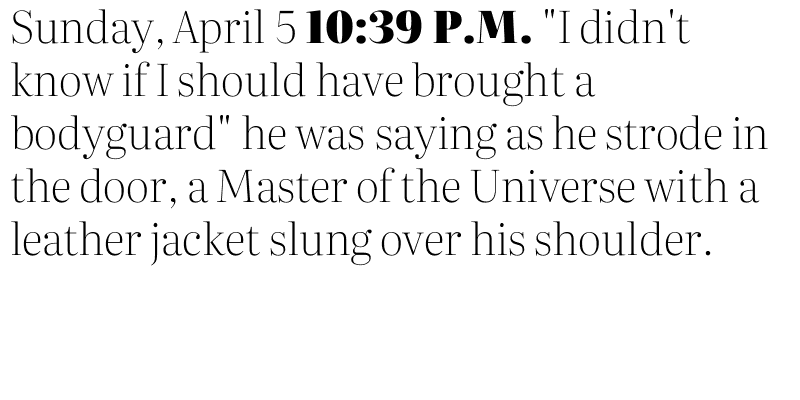 Sunday, April 5 10:39 P.M. "I didn't
know if I should have brought a
bodyguard" he was saying as he strode in
the door, a Master of the Universe with a
leather jacket slung over his shoulder.